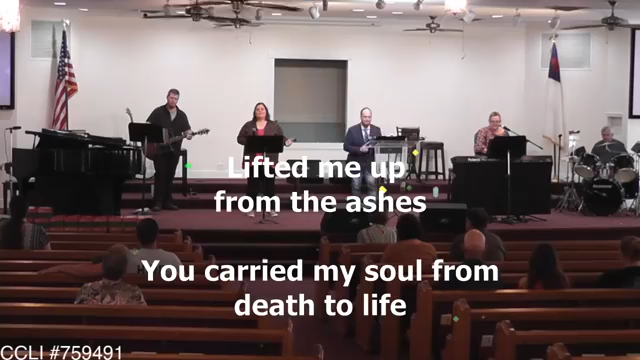 Lifted me up
from the ashes
You carried my soul from
death to life
CCLI #759491